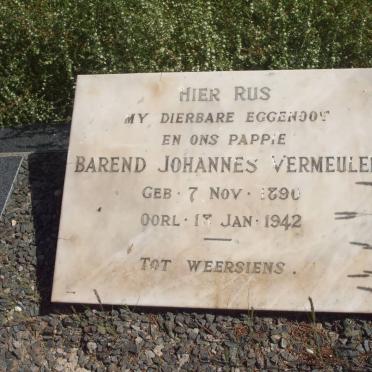 HIER RUS
MY DIERBARE EGGENOOT
EN ONS PAPPIE
BAREND JOHANNES VERMEULEN
GEB · 7 NOV · 1890
OORL · 17 JAN · 1942
TOT WEERSIENS.